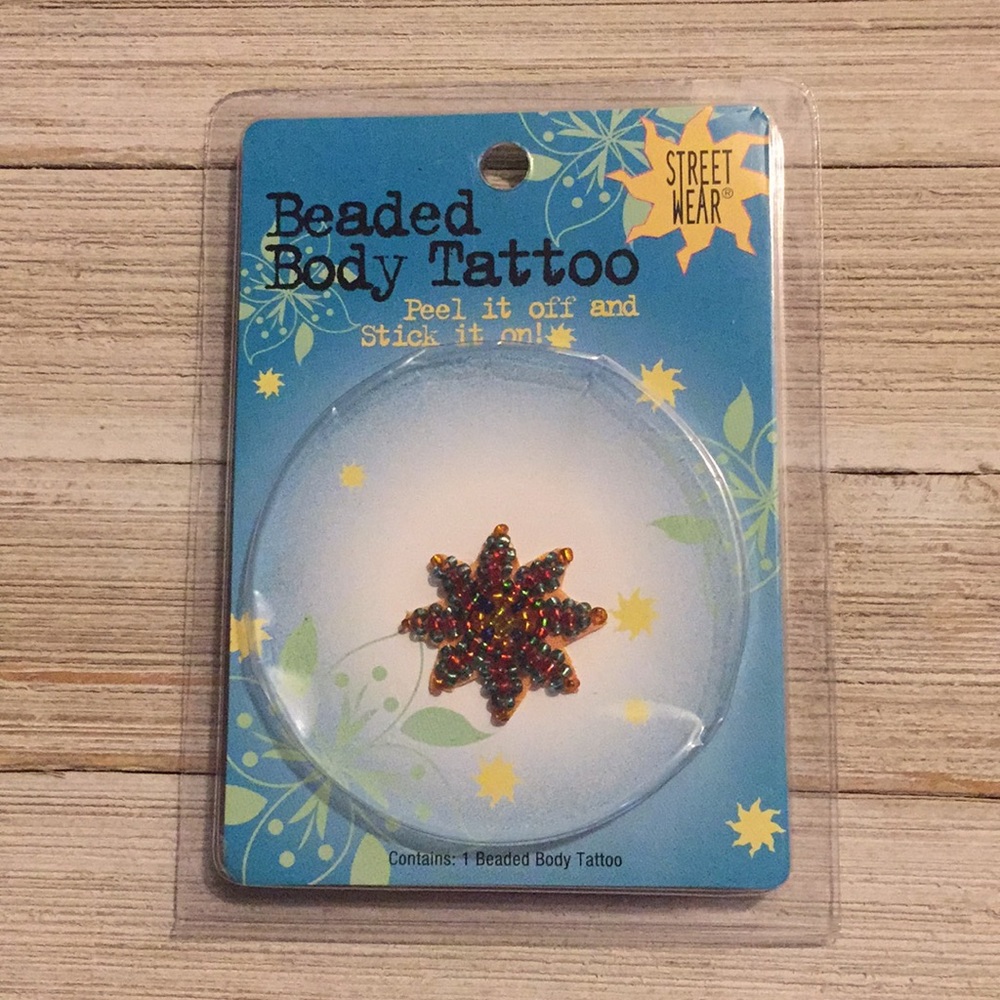 STREET
WEAR®
Beaded
Body Tattoo
Peel it off and
Stick it on!
Contains: 1 Beaded Body Tattoo